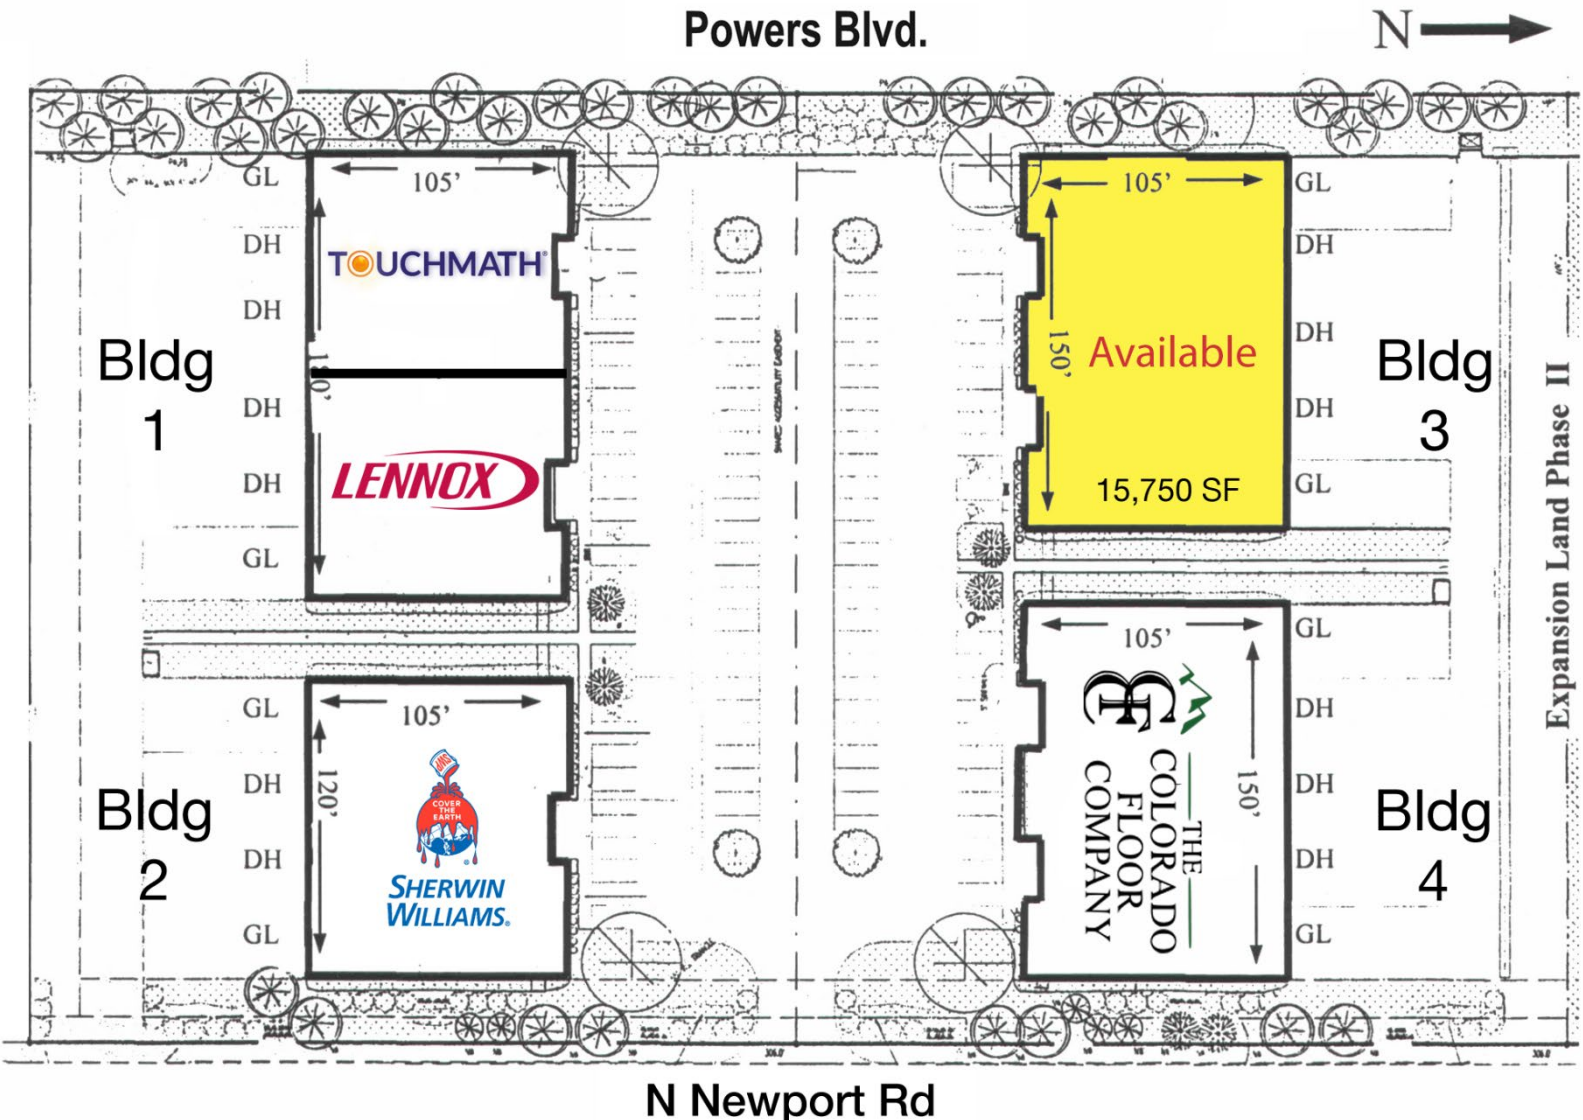 Powers Blvd.
N
GL
DH
DH
DH
DH
GL
Bldg
1
105'
180'
TOUCHMATH
LENNOX
105'
150'
Available
15,750 SF
GL
DH
DH
DH
GL
Bldg
3
Expansion Land Phase II
GL
DH
DH
GL
Bldg
2
105'
120'
SWP
COVER
THE
EARTH
SHERWIN
WILLIAMS.
105'
150'
CF
THE
COLORADO
FLOOR
COMPANY
GL
DH
DH
DH
GL
Bldg
4
N Newport Rd